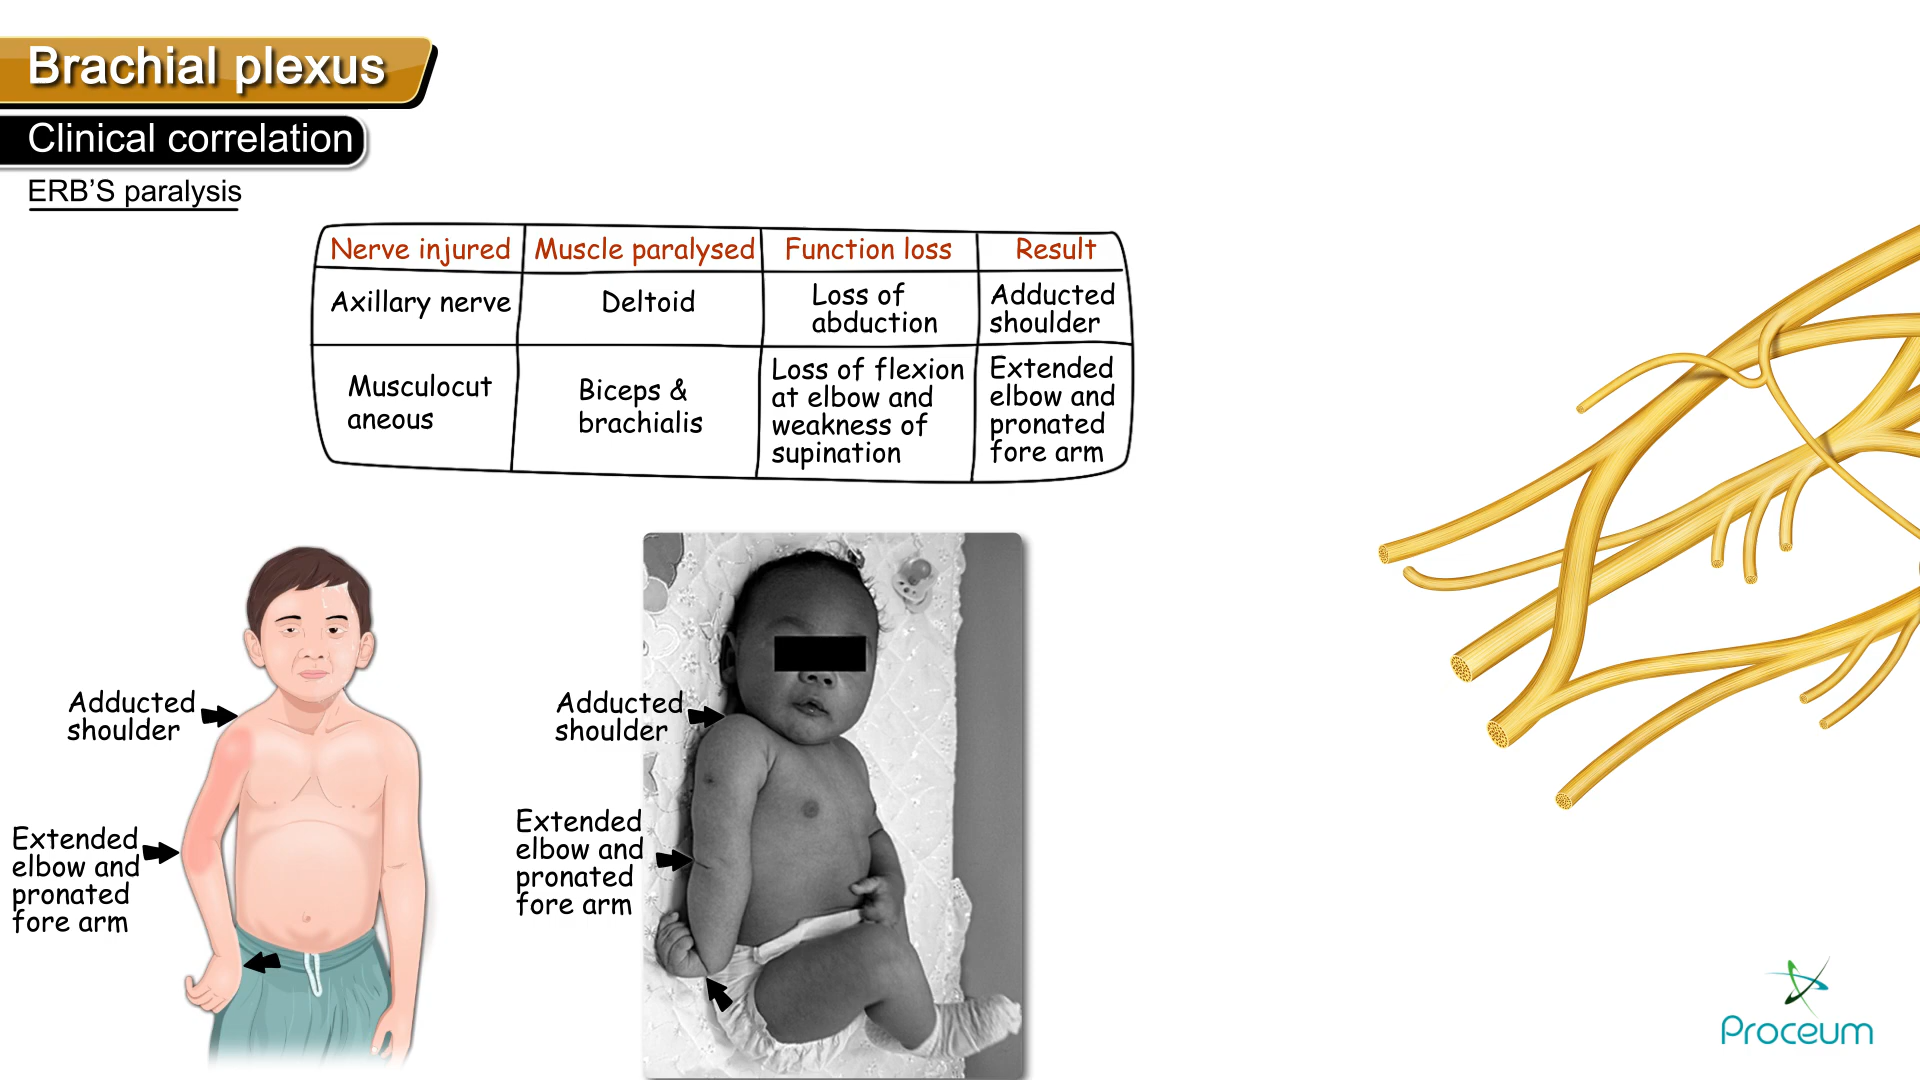 Brachial plexus
Clinical correlation
ERB'S paralysis
Nerve injured Muscle paralysed Function loss Result
Axillary nerve
Deltoid
Loss of
abduction
Adducted
shoulder
Musculocut
aneous
Biceps &
brachialis
Loss of flexion
at elbow and
weakness of
supination
Extended
elbow and
pronated
fore arm
Adducted
shoulder
Extended
elbow and
pronated
fore arm
Adducted
shoulder
Extended
elbow and
pronated
fore arm
Proceum